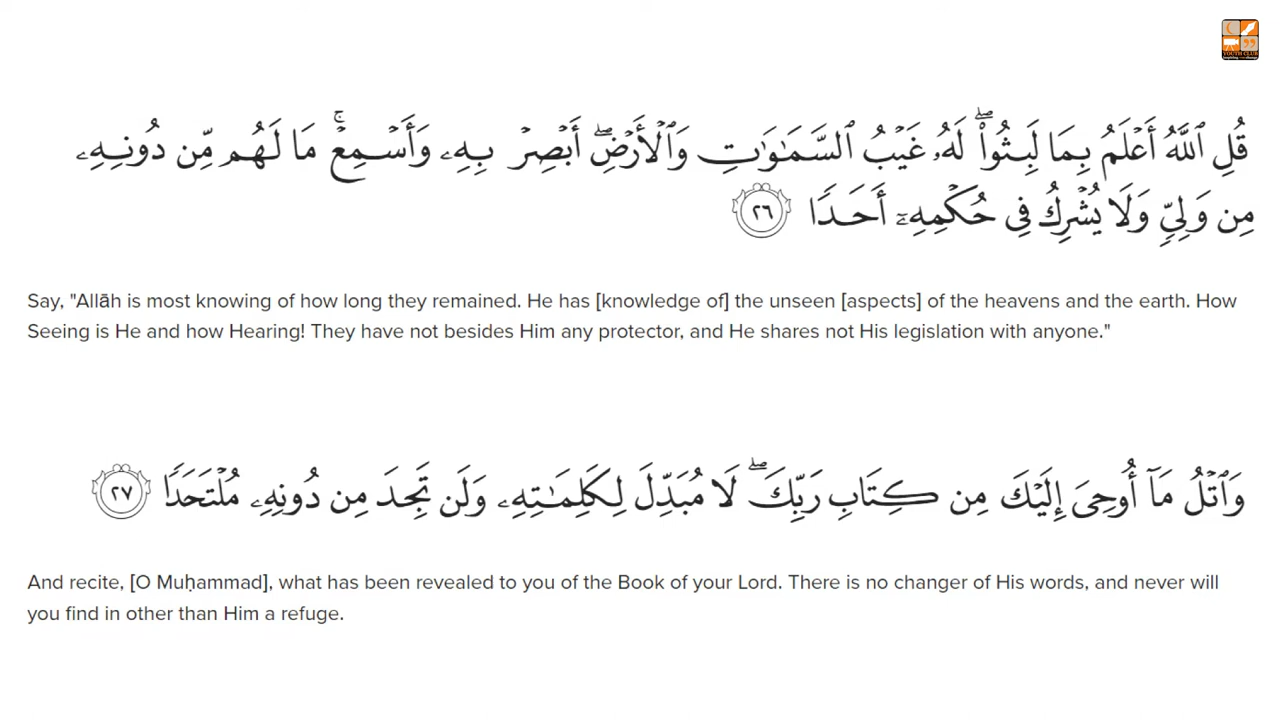 YOUTH CLUB
قُلِ ٱللَّهُ أَعْلَمُ بِمَا لَبِثُوا۟ ۖ لَهُۥ غَيْبُ ٱلسَّمَـٰوَٰتِ وَٱلْأَرْضِ ۖ أَبْصِرْ بِهِۦ وَأَسْمِعْ ۚ مَا لَهُم مِّن دُونِهِۦ
مِن وَلِىٍّ وَلَا يُشْرِكُ فِى حُكْمِهِۦٓ أَحَدًا ٢٦
Say, "Allāh is most knowing of how long they remained. He has [knowledge of] the unseen [aspects] of the heavens and the earth. How
Seeing is He and how Hearing! They have not besides Him any protector, and He shares not His legislation with anyone."
وَٱتْلُ مَآ أُوحِىَ إِلَيْكَ مِن كِتَابِ رَبِّكَ ۖ لَا مُبَدِّلَ لِكَلِمَـٰتِهِۦ وَلَن تَجِدَ مِن دُونِهِۦ مُلْتَحَدًا ٢٧
And recite, [O Muḥammad], what has been revealed to you of the Book of your Lord. There is no changer of His words, and never will
you find in other than Him a refuge.